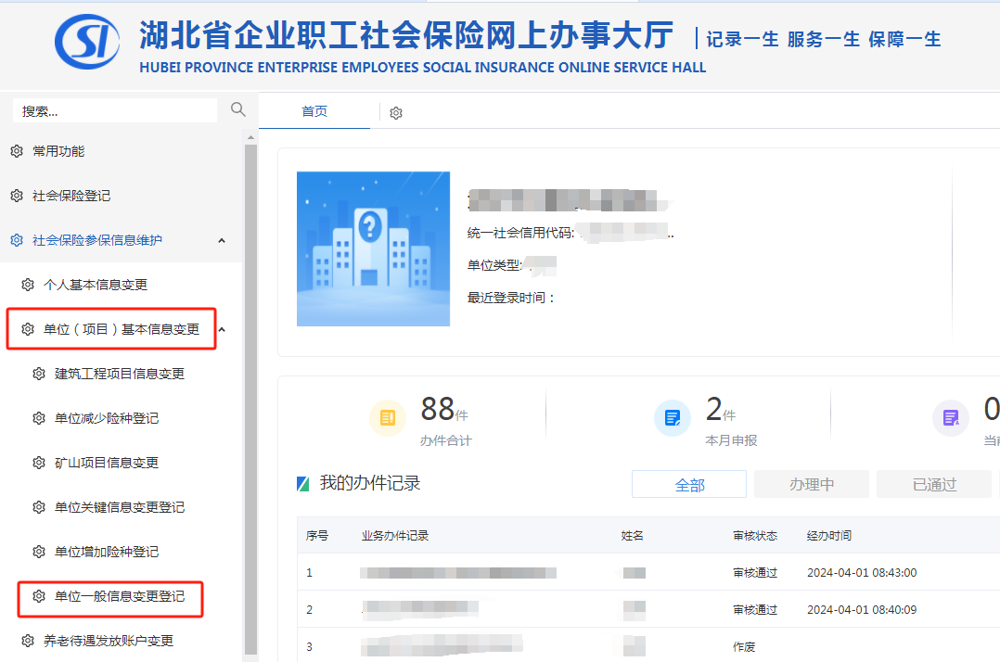 SI
湖北省企业职工社会保险网上办事大厅
记录一生 服务一生 保障一生
HUBEI PROVINCE ENTERPRISE EMPLOYEES SOCIAL INSURANCE ONLINE SERVICE HALL
搜索...
首页
常用功能
社会保险登记
社会保险参保信息维护
个人基本信息变更
单位（项目）基本信息变更
建筑工程项目信息变更
单位减少险种登记
矿山项目信息变更
单位关键信息变更登记
单位增加险种登记
单位一般信息变更登记
养老待遇发放账户变更
?
统一社会信用代码: ..
单位类型:
最近登录时间：
88件
办件合计
2件
本月申报
0
当前
我的办件记录
全部 办理中 已通过
序号 业务办件记录 姓名 审核状态 经办时间
1 审核通过 2024-04-01 08:43:00
2 审核通过 2024-04-01 08:40:09
3 作废